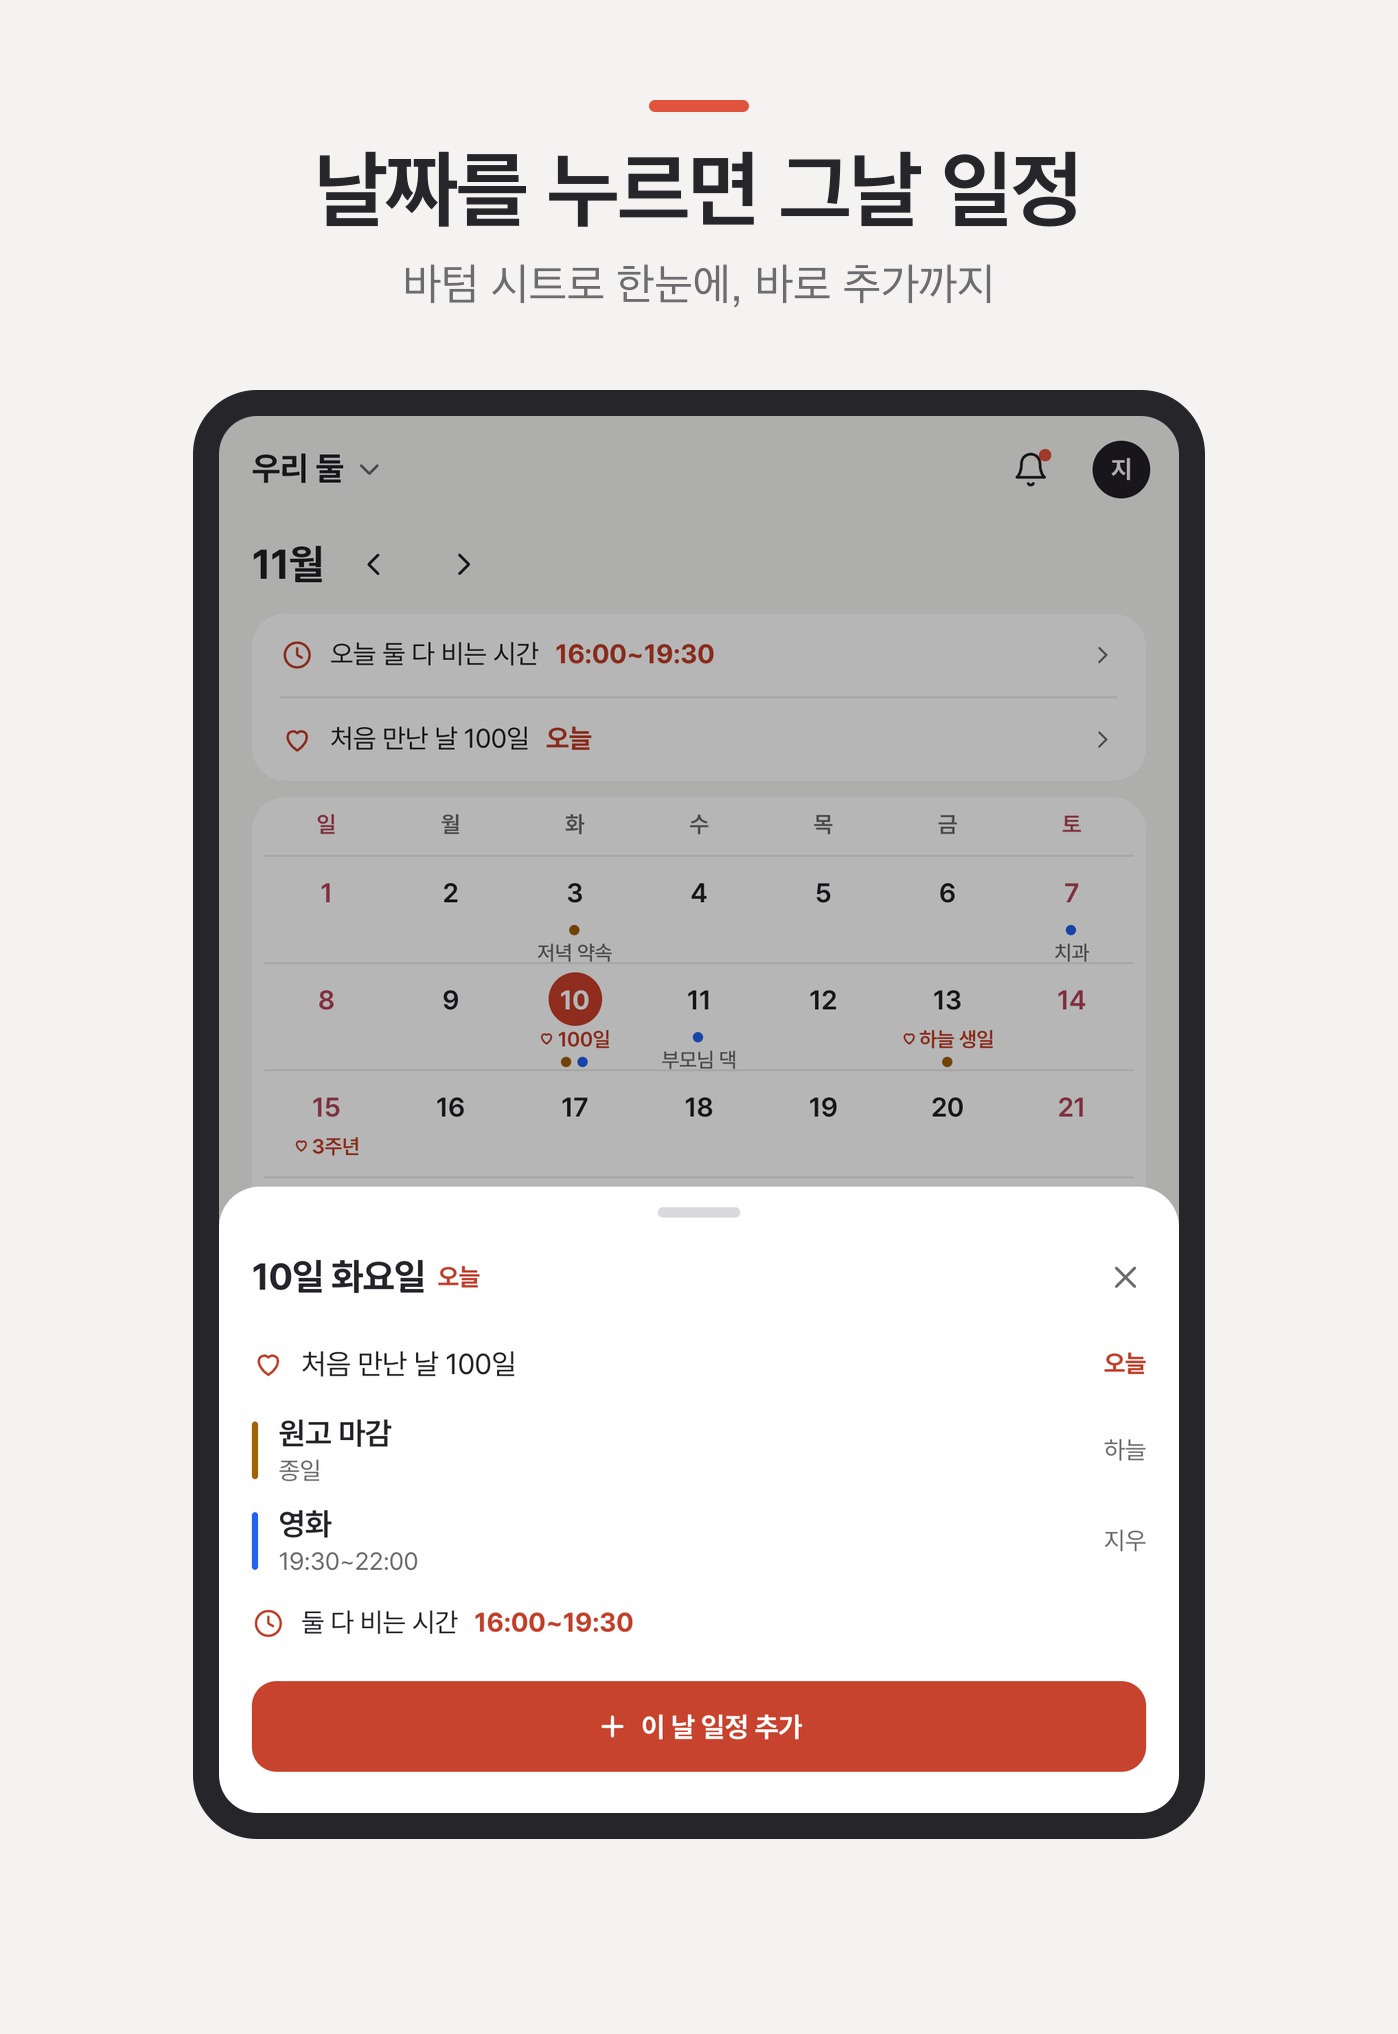 날짜를 누르면 그날 일정
바텀 시트로 한눈에, 바로 추가까지
우리 둘
지
11월
오늘 둘 다 비는 시간 16:00~19:30
처음 만난 날 100일 오늘
일 월 화 수 목 금 토
1 2 3 4 5 6 7
저녁 약속 치과
8 9 10 11 12 13 14
100일 부모님 댁 하늘 생일
15 16 17 18 19 20 21
3주년
10일 화요일 오늘
처음 만난 날 100일 오늘
원고 마감
종일
하늘
영화
19:30~22:00
지우
둘 다 비는 시간 16:00~19:30
이 날 일정 추가